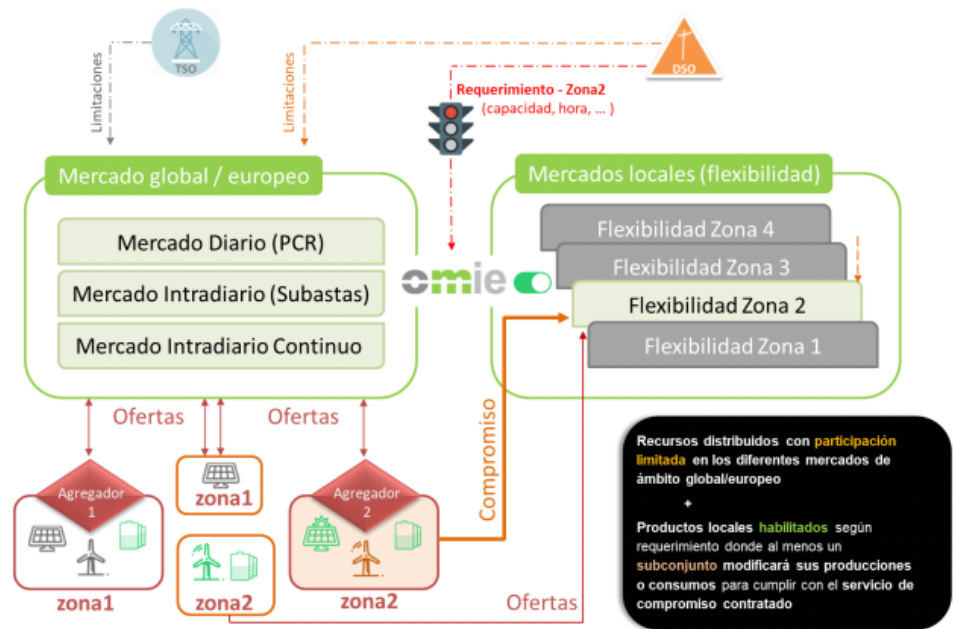 TSO
DSO
Limitaciones
Limitaciones
Requerimiento - Zona2
(capacidad, hora, ... )
Mercado global / europeo
Mercado Diario (PCR)
Mercado Intradiario (Subastas)
Mercado Intradiario Continuo
omie
Mercados locales (flexibilidad)
Flexibilidad Zona 4
Flexibilidad Zona 3
Flexibilidad Zona 2
Flexibilidad Zona 1
Ofertas
Ofertas
Compromiso
Agregador
1
zona1
zona1
zona2
Agregador
2
zona2
Ofertas
Recursos distribuidos con participación
limitada en los diferentes mercados de
ámbito global/europeo
+
Productos locales habilitados según
requerimiento donde al menos un
subconjunto modificará sus producciones
o consumos para cumplir con el servicio de
compromiso contratado